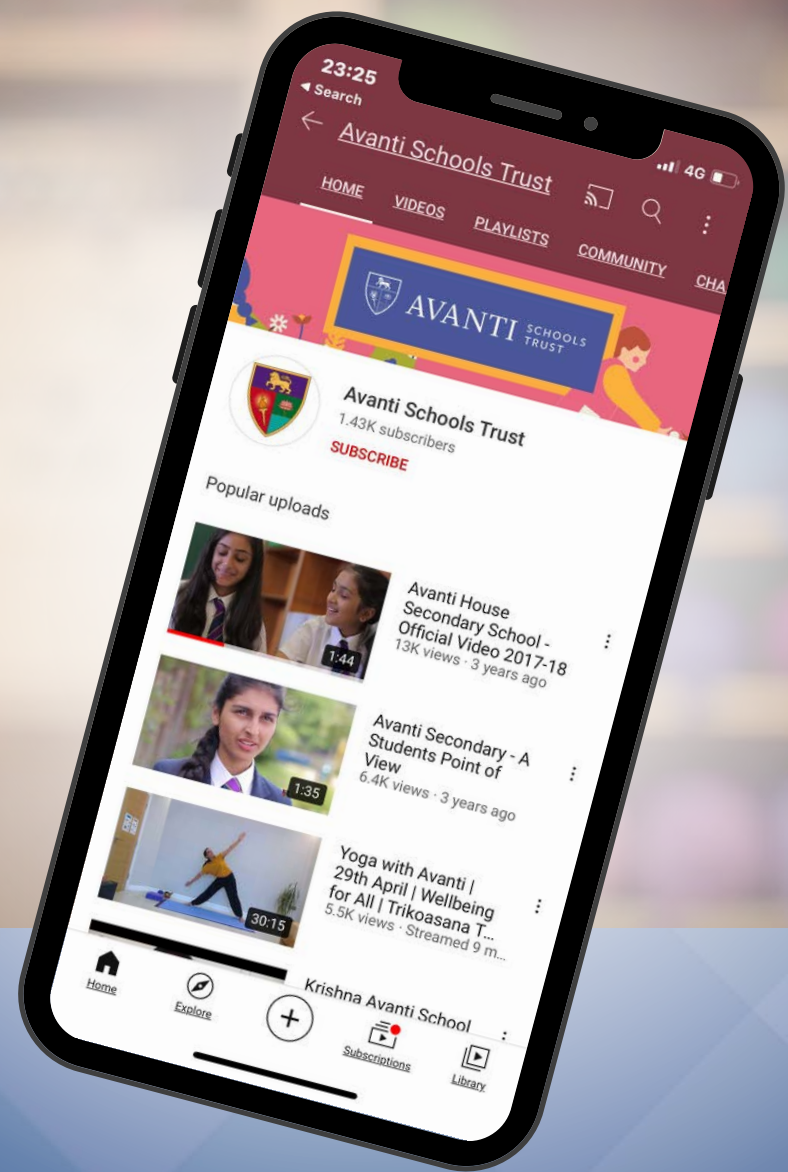 23:25
◀ Search
4G
Avanti Schools Trust
HOME
VIDEOS
PLAYLISTS
COMMUNITY
CHA
AVANTI
SCHOOLS
TRUST
Avanti Schools Trust
1.43K subscribers
SUBSCRIBE
Popular uploads
1:44
Avanti House
Secondary School -
Official Video 2017-18
13K views · 3 years ago
1:35
Avanti Secondary - A
Students Point of
View
6.4K views · 3 years ago
30:15
Yoga with Avanti |
29th April | Wellbeing
for All | Trikoasana T...
5.5K views · Streamed 9 m...
Krishna Avanti School
Home
Explore
Subscriptions
Library